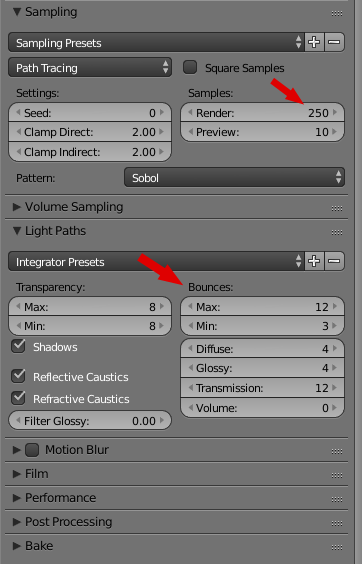 Sampling
Sampling Presets
Path Tracing Square Samples
Settings: Samples:
Seed: 0 Render: 250
Clamp Direct: 2.00 Preview: 10
Clamp Indirect: 2.00
Pattern: Sobol
Volume Sampling
Light Paths
Integrator Presets
Transparency: Bounces:
Max: 8 Max: 12
Min: 8 Min: 3
Shadows Diffuse: 4
Glossy: 4
Reflective Caustics Transmission: 12
Refractive Caustics Volume: 0
Filter Glossy: 0.00
Motion Blur
Film
Performance
Post Processing
Bake